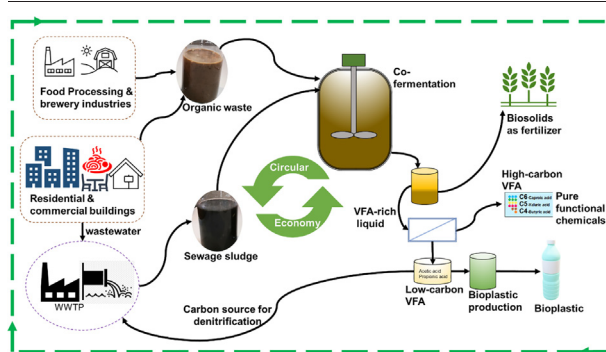 Food Processing &
brewery industries
Organic waste
Co-
fermentation
Biosolids
as fertilizer
Residential &
commercial buildings
Circular
Economy
High-carbon
VFA
C6 Caproic acid
C5 Valeric acid
C4 Butyric acid
Pure
functional
chemicals
VFA-rich
liquid
wastewater
Sewage sludge
WWTP
Acetic acid
Propionic acid
Low-carbon
VFA
Bioplastic
production
Bioplastic
Carbon source for
denitrification